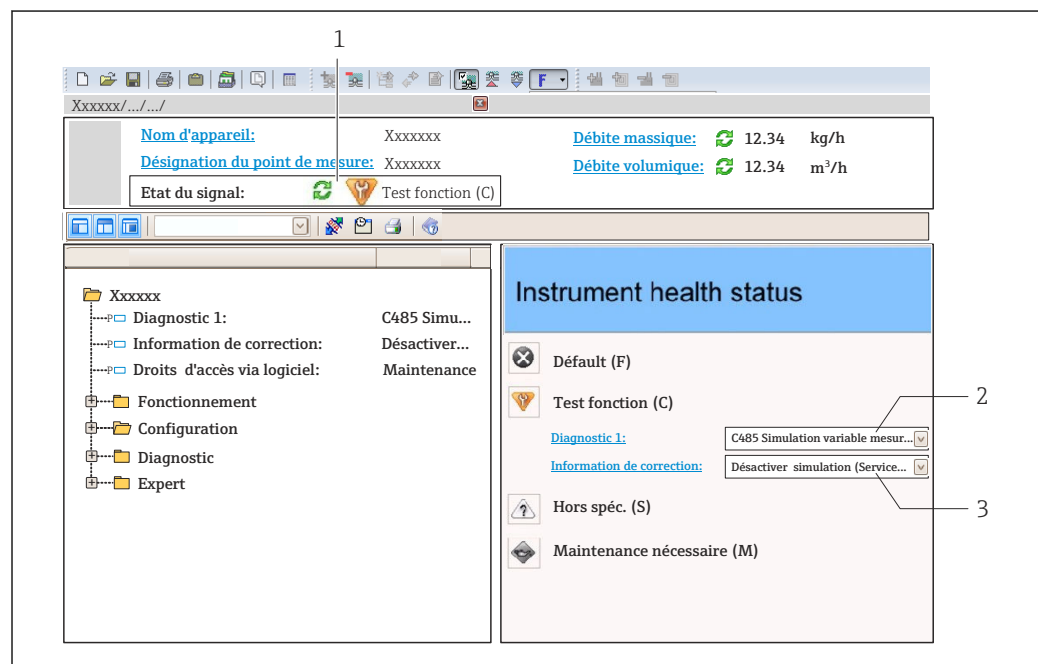 1
F
Xxxxxx/.../.../
Nom d'appareil: Xxxxxxx Débite massique: 12.34 kg/h
Désignation du point de mesure: Xxxxxxx Débite volumique: 12.34 m³/h
Etat du signal: Test fonction (C)
Xxxxxx
P Diagnostic 1: C485 Simu...
P Information de correction: Désactiver...
P Droits d'accès via logiciel: Maintenance
Fonctionnement
Configuration
Diagnostic
Expert
Instrument health status
Défault (F)
Test fonction (C)
2
Diagnostic 1: C485 Simulation variable mesur...
Information de correction: Désactiver simulation (Service...
Hors spéc. (S)
3
Maintenance nécessaire (M)